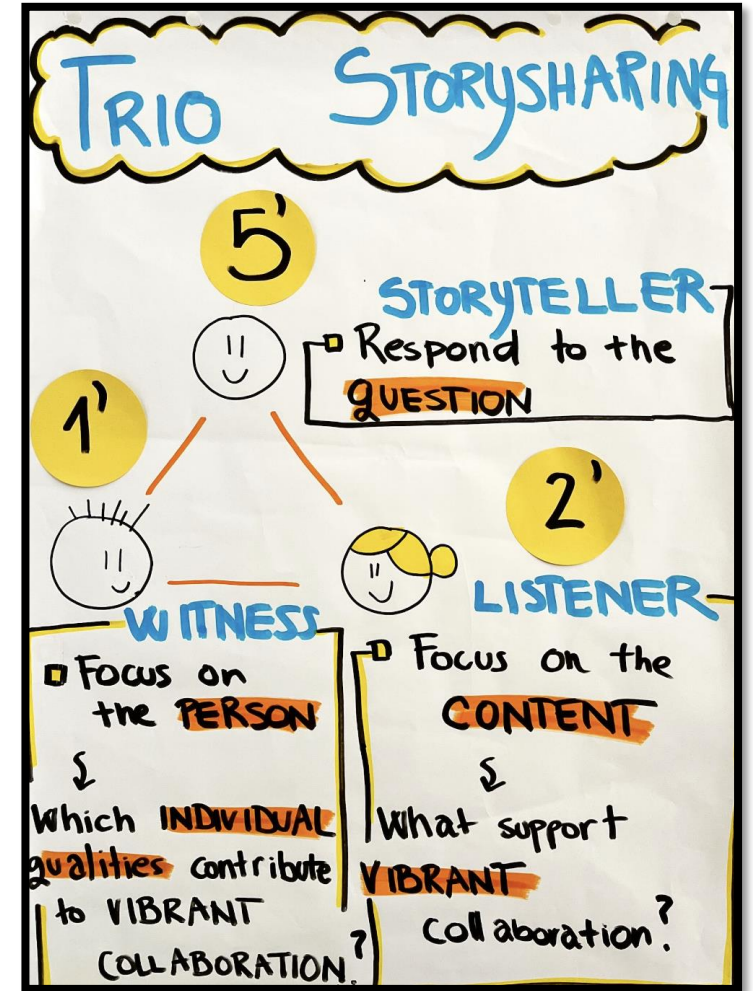 TRIO STORYSHARING
5'
STORYTELLER
Respond to the
QUESTION
1'
2'
WITNESS
Focus on
the PERSON
Which INDIVIDUAL
qualities contribute
to VIBRANT
COLLABORATION?
LISTENER
Focus on the
CONTENT
What support
VIBRANT
collaboration?